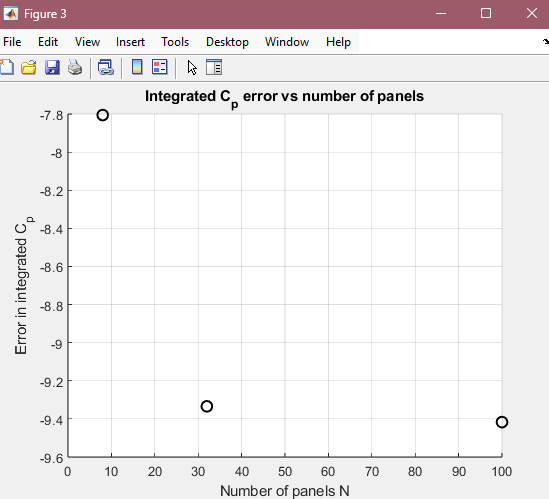 Figure 3
File Edit View Insert Tools Desktop Window Help
Integrated Cp error vs number of panels
-7.8
-8
-8.2
-8.4
-8.6
-8.8
-9
-9.2
-9.4
-9.6
Error in integrated Cp
0 10 20 30 40 50 60 70 80 90 100
Number of panels N